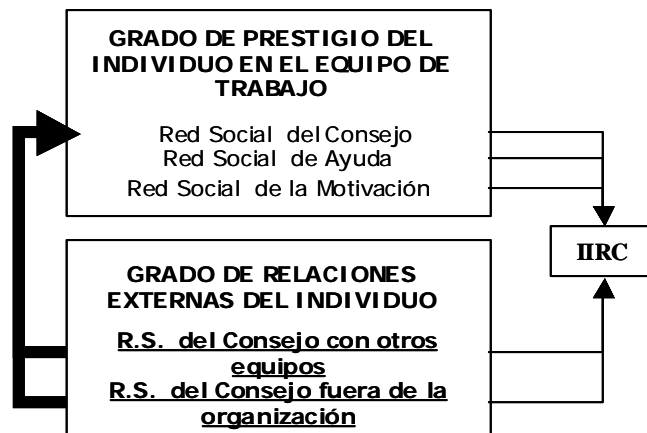 GRADO DE PRESTIGIO DEL
INDIVIDUO EN EL EQUIPO DE
TRABAJO
Red Social del Consejo
Red Social de Ayuda
Red Social de la Motivación
IIRC
GRADO DE RELACIONES
EXTERNAS DEL INDIVIDUO
R.S. del Consejo con otros
equipos
R.S. del Consejo fuera de la
organización